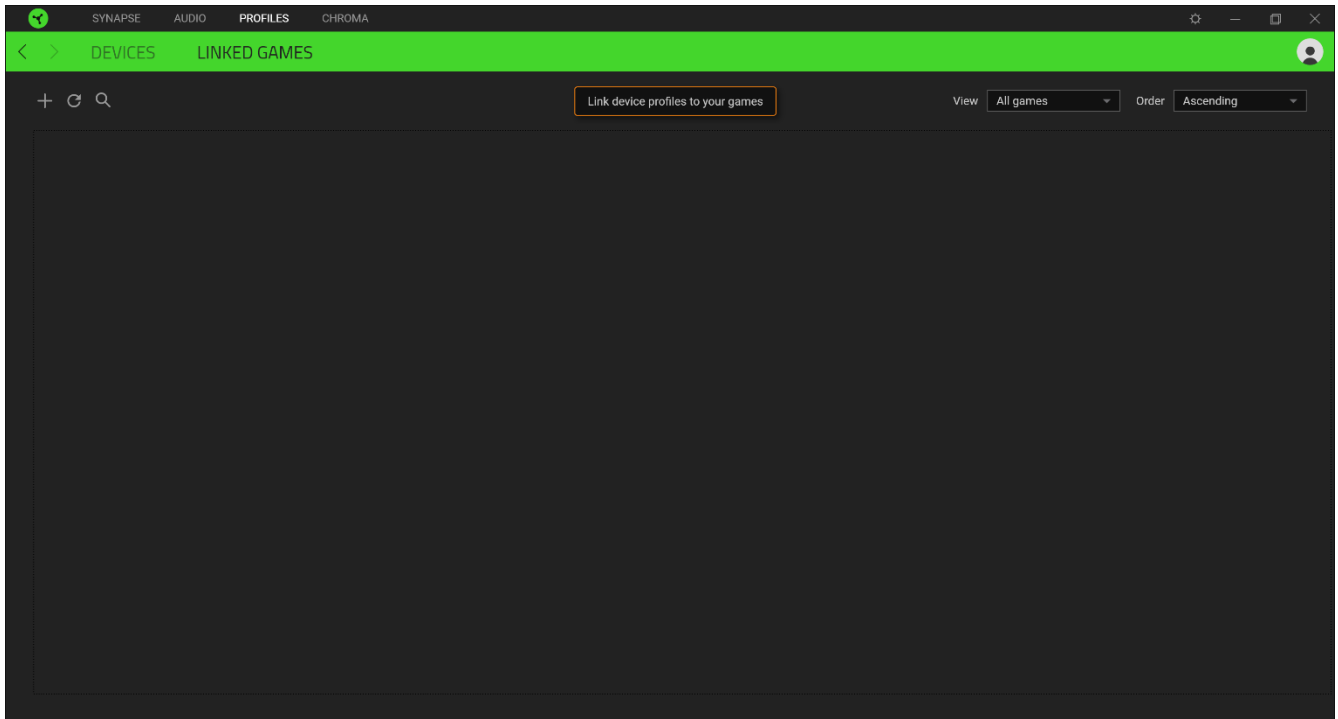 SYNAPSE AUDIO PROFILES CHROMA
DEVICES LINKED GAMES
Link device profiles to your games View All games Order Ascending